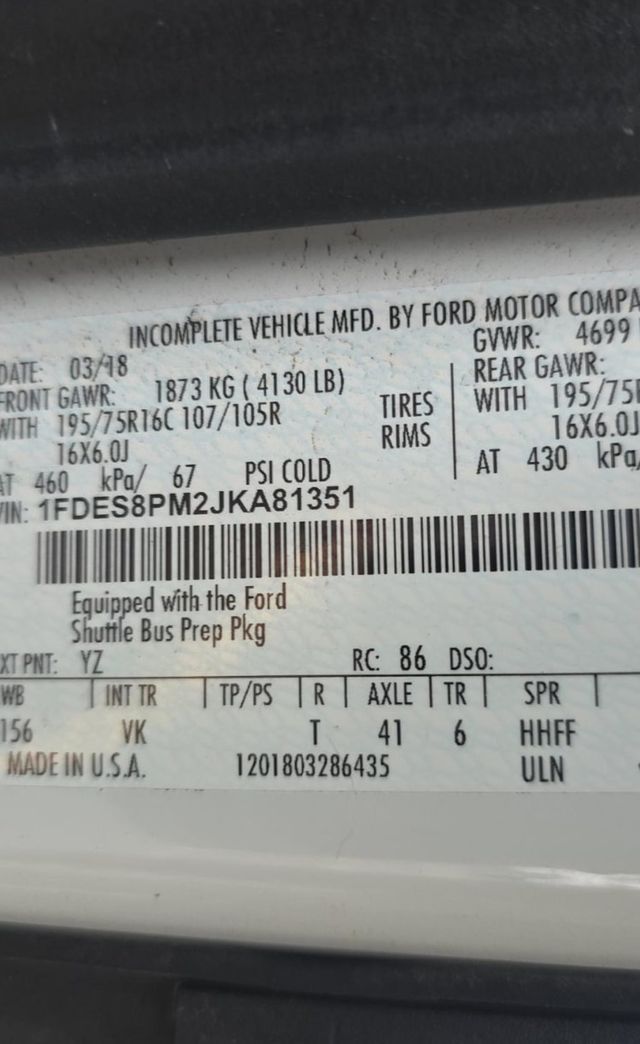 INCOMPLETE VEHICLE MFD. BY FORD MOTOR COMPA
DATE: 03/18 GVWR: 4699
FRONT GAWR: 1873 KG ( 4130 LB) REAR GAWR:
WITH 195/75R16C 107/105R TIRES WITH 195/75R
16X6.0J RIMS 16X6.0J
AT 460 kPa/ 67 PSI COLD AT 430 kPa/
VIN: 1FDES8PM2JKA81351
Equipped with the Ford
Shuttle Bus Prep Pkg
XT PNT: YZ RC: 86 DSO:
WB INT TR TP/PS R AXLE TR SPR
156 VK T 41 6 HHFF
MADE IN U.S.A. 1201803286435 ULN